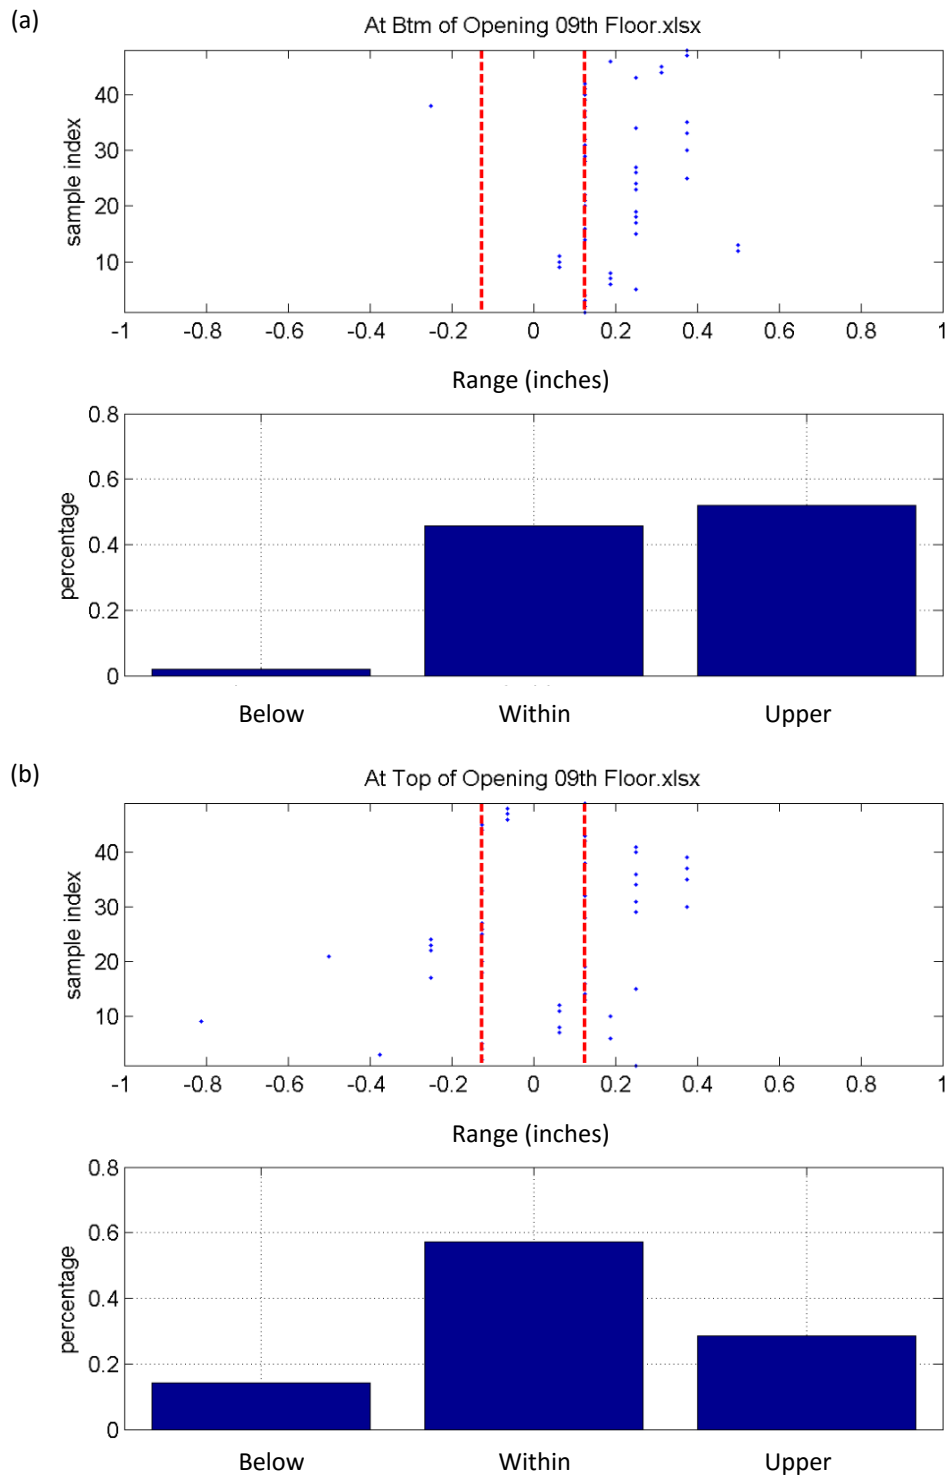 (a)
At Btm of Opening 09th Floor.xlsx
sample index
40
30
20
10
-1 -0.8 -0.6 -0.4 -0.2 0 0.2 0.4 0.6 0.8 1
Range (inches)
percentage
0.8
0.6
0.4
0.2
0
Below Within Upper
(b)
At Top of Opening 09th Floor.xlsx
sample index
40
30
20
10
-1 -0.8 -0.6 -0.4 -0.2 0 0.2 0.4 0.6 0.8 1
Range (inches)
percentage
0.8
0.6
0.4
0.2
0
Below Within Upper